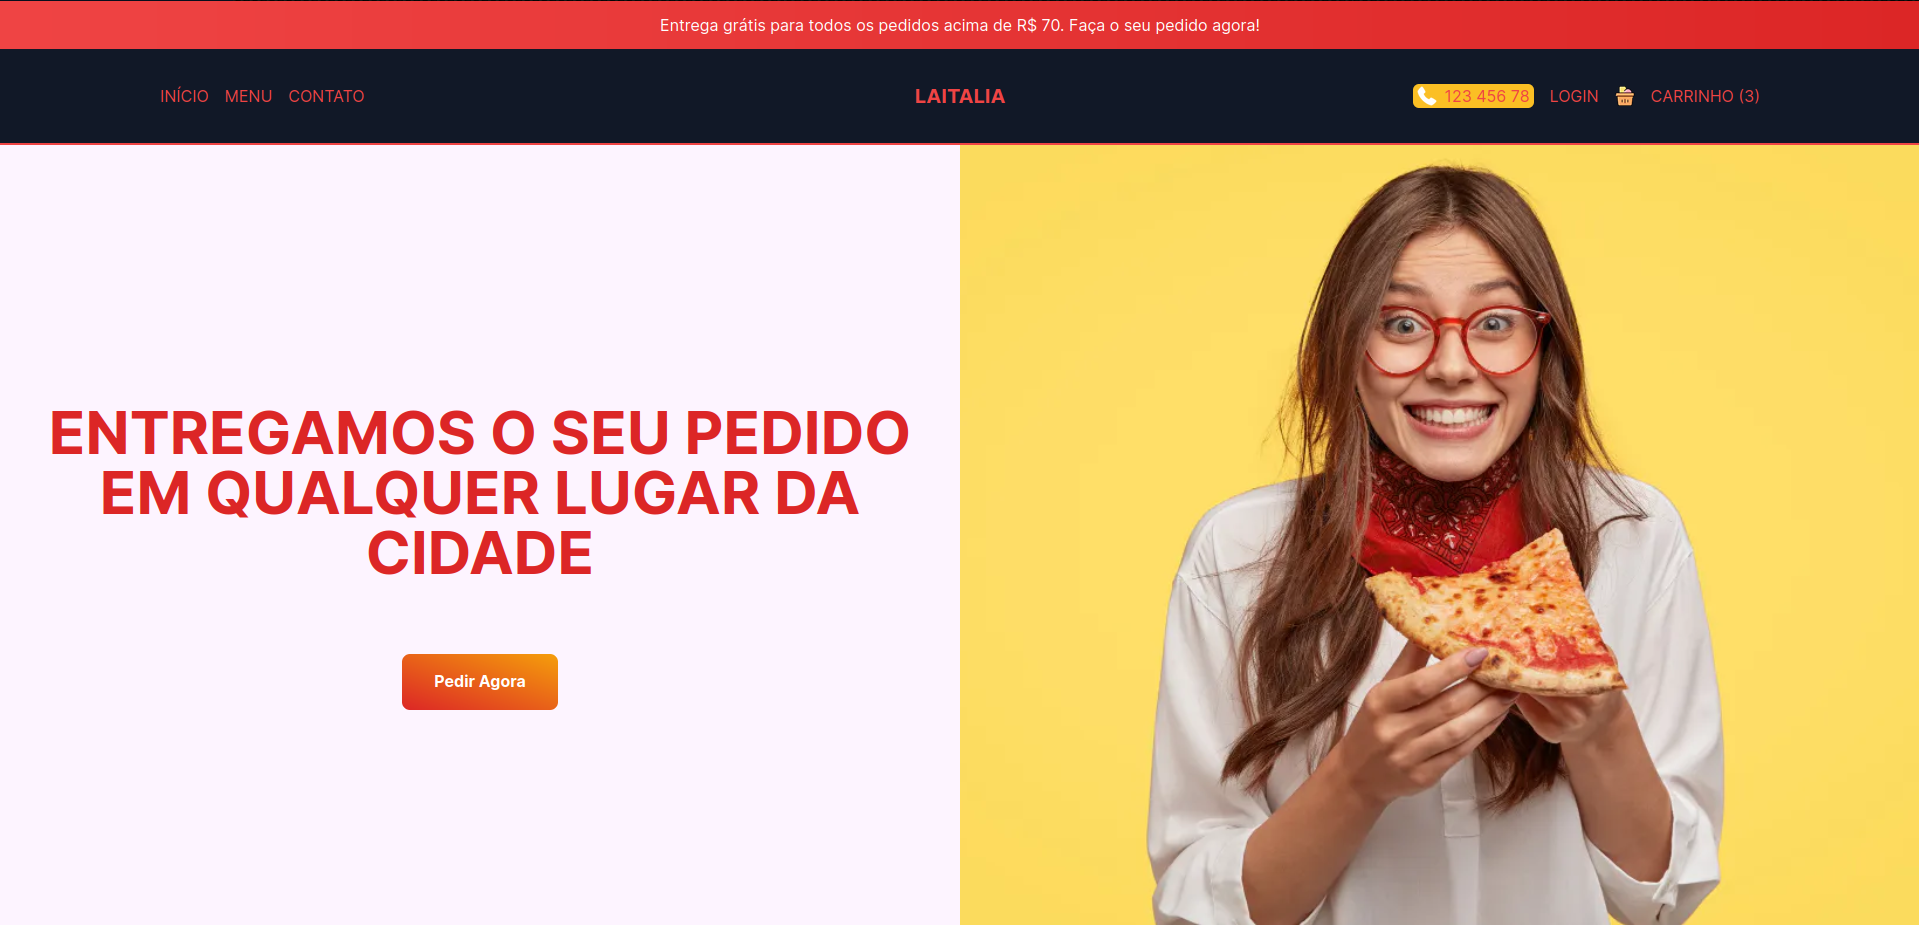 Entrega grátis para todos os pedidos acima de R$ 70. Faça o seu pedido agora!
INÍCIO MENU CONTATO
LAITALIA
123 456 78 LOGIN CARRINHO (3)
ENTREGAMOS O SEU PEDIDO
EM QUALQUER LUGAR DA
CIDADE
Pedir Agora